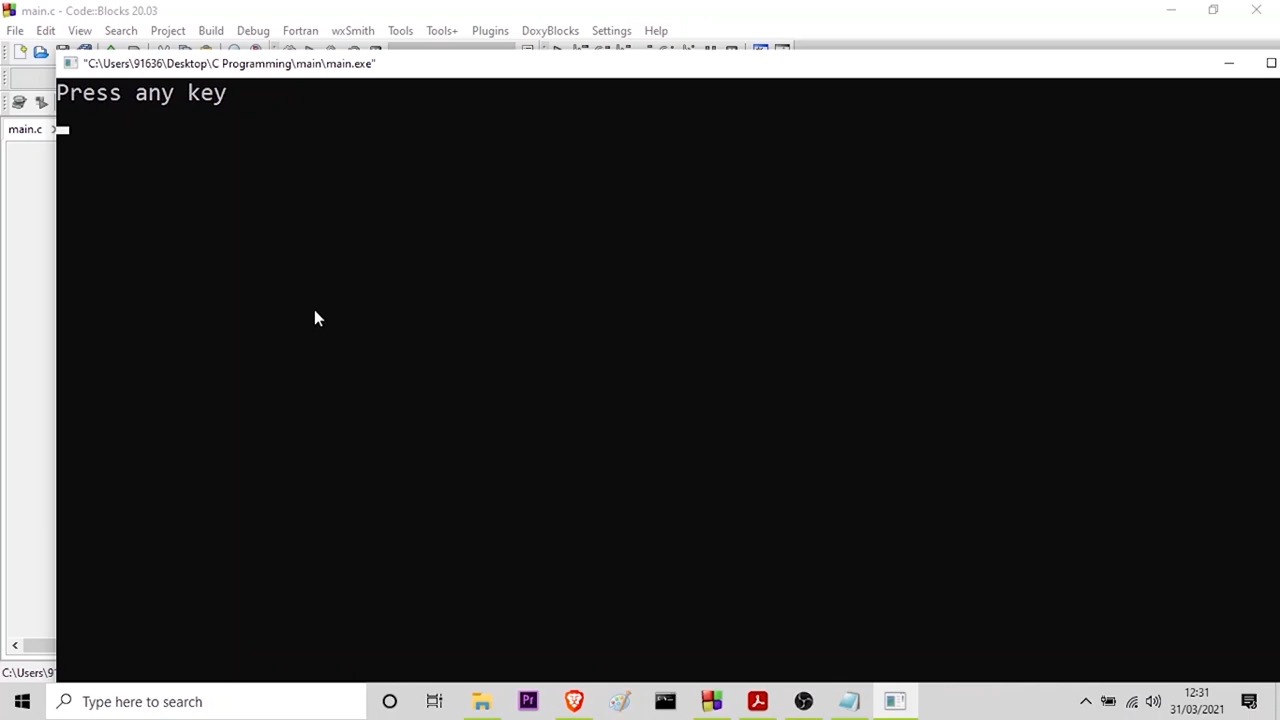 main.c - Code::Blocks 20.03
File Edit View Search Project Build Debug Fortran wxSmith Tools Tools+ Plugins DoxyBlocks Settings Help
"C:\Users\91636\Desktop\C Programming\main\main.exe"
Press any key
main.c
C:\Users\9
Type here to search
Pr
12:31
31/03/2021